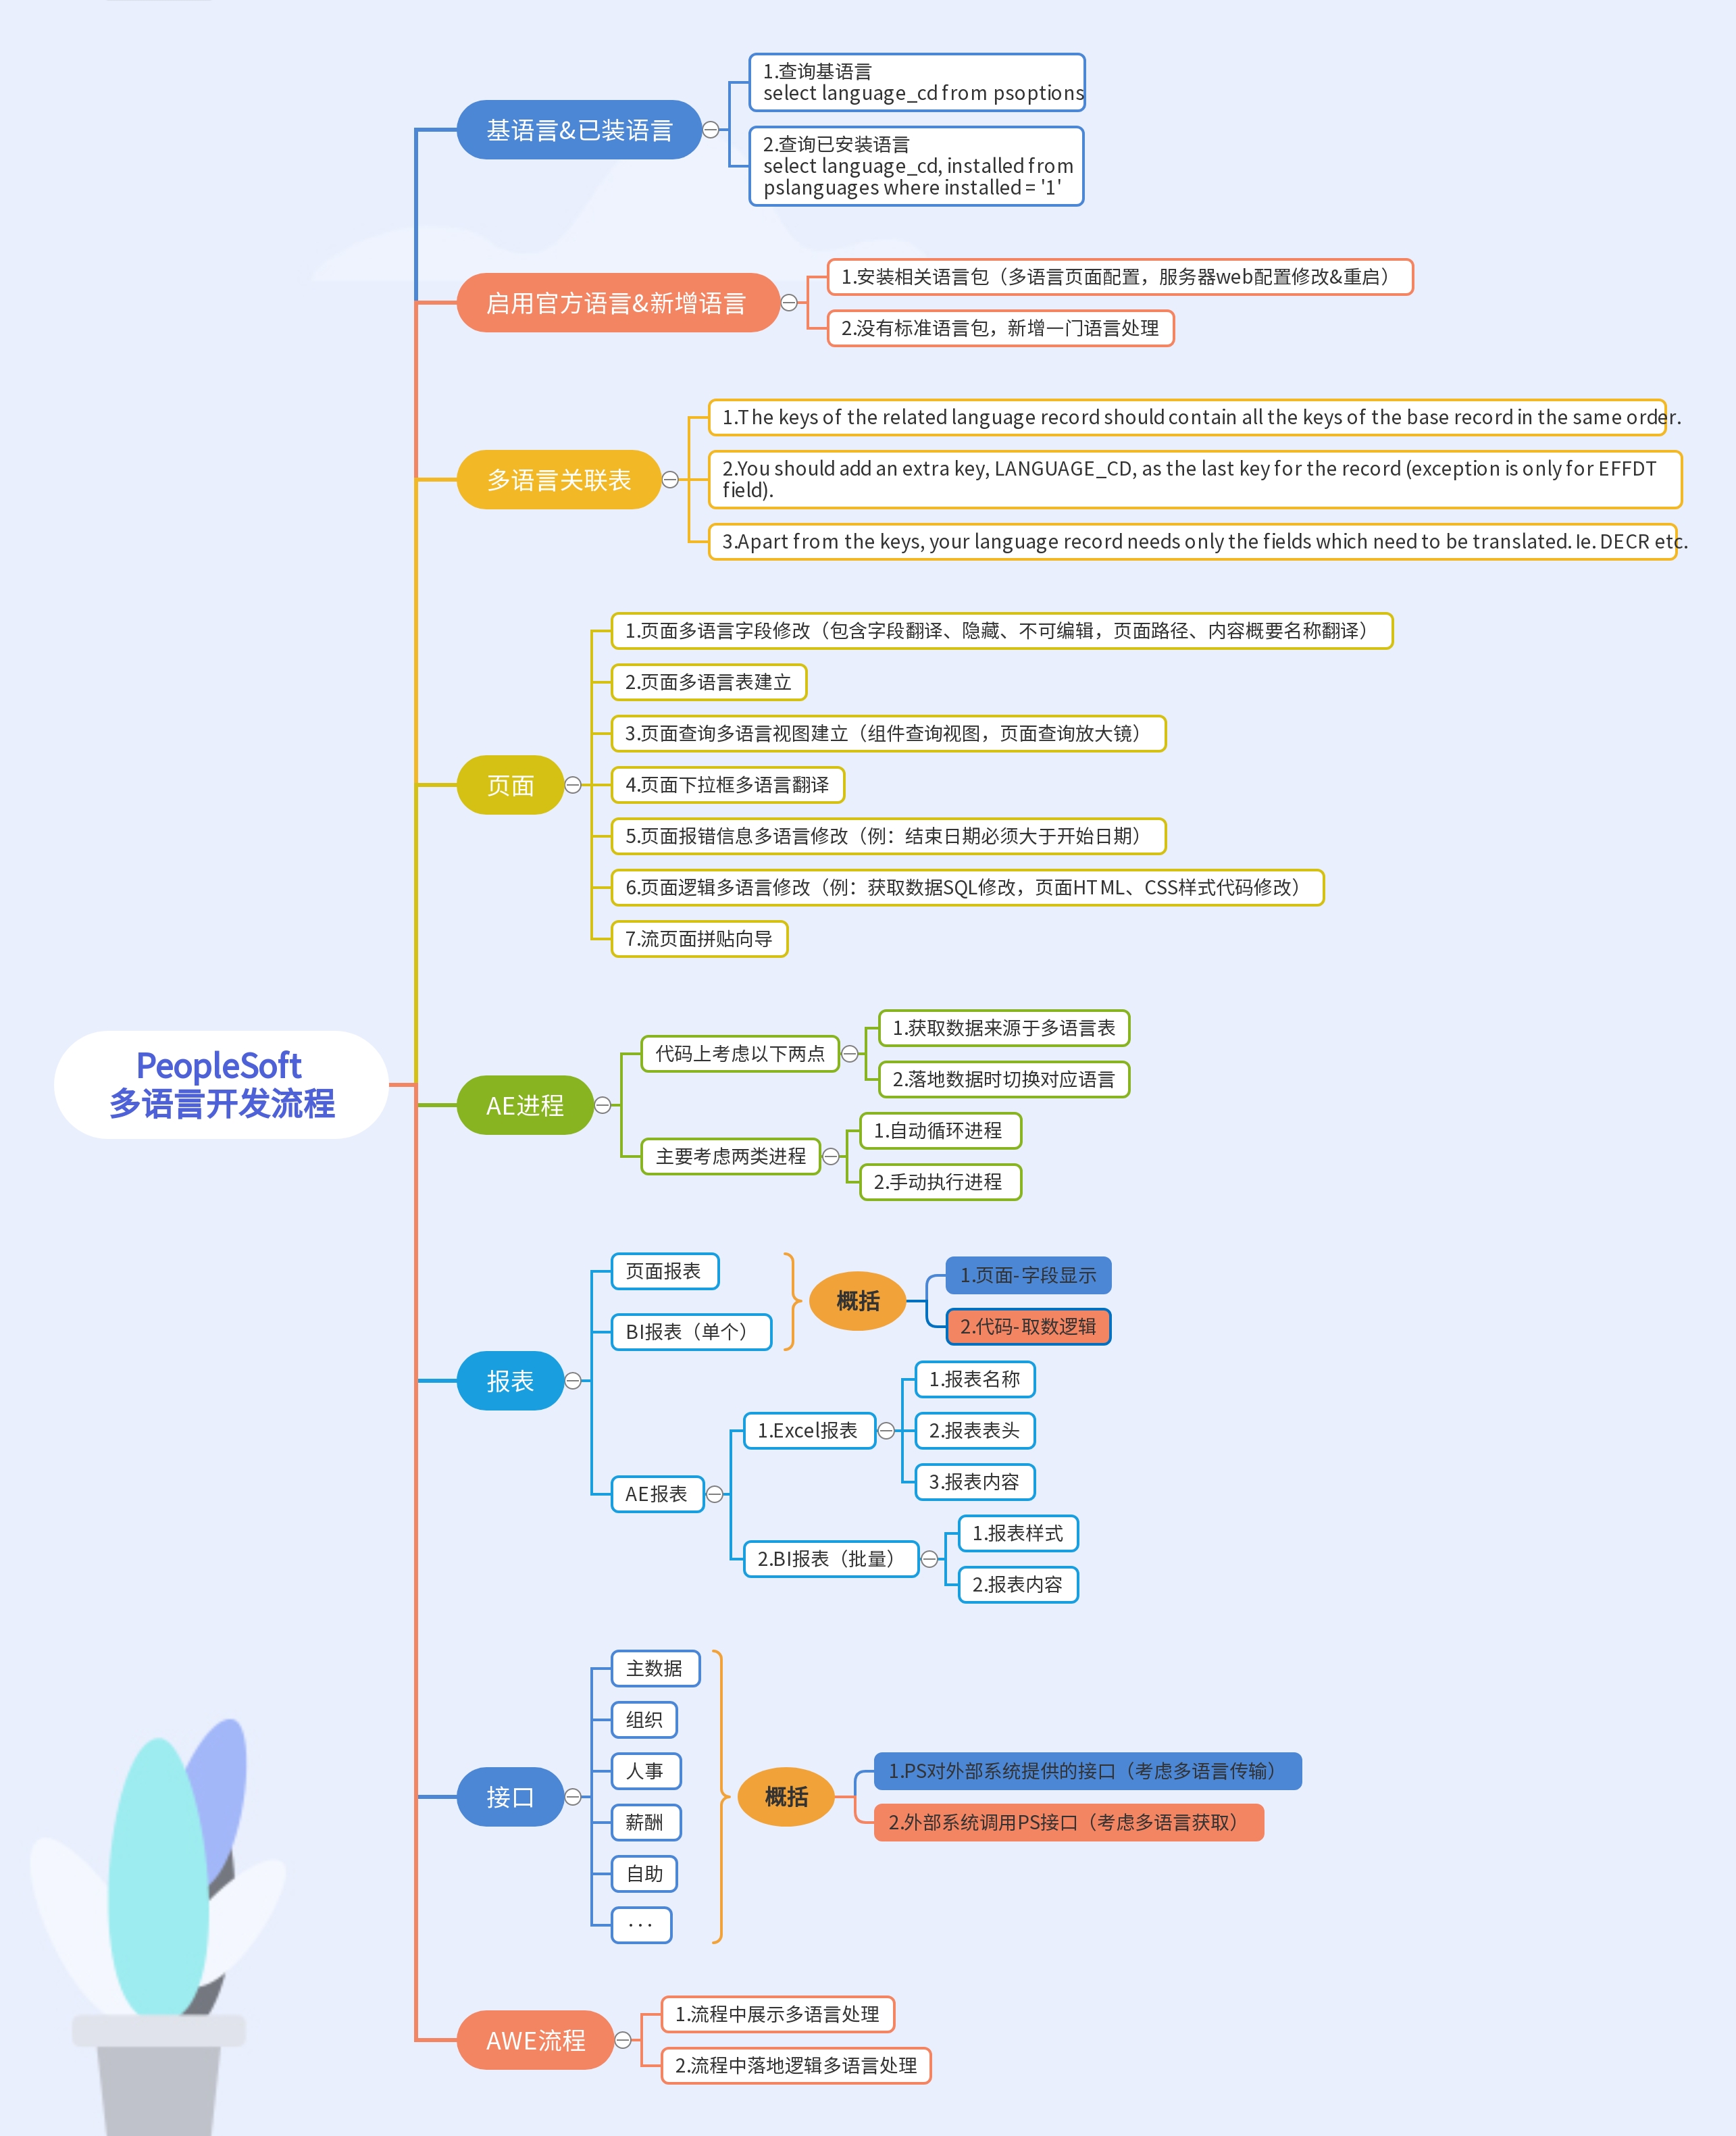 PeopleSoft
多语言开发流程
基语言&已装语言
1.查询基语言
select language_cd from psoptions
2.查询已安装语言
select language_cd, installed from
pslanguages where installed = '1'
启用官方语言&新增语言
1.安装相关语言包（多语言页面配置，服务器web配置修改&重启）
2.没有标准语言包，新增一门语言处理
多语言关联表
1.The keys of the related language record should contain all the keys of the base record in the same order.
2.You should add an extra key, LANGUAGE_CD, as the last key for the record (exception is only for EFFDT
field).
3.Apart from the keys, your language record needs only the fields which need to be translated. Ie. DECR etc.
页面
1.页面多语言字段修改（包含字段翻译、隐藏、不可编辑，页面路径、内容概要名称翻译）
2.页面多语言表建立
3.页面查询多语言视图建立（组件查询视图，页面查询放大镜）
4.页面下拉框多语言翻译
5.页面报错信息多语言修改（例：结束日期必须大于开始日期）
6.页面逻辑多语言修改（例：获取数据SQL修改，页面HTML、CSS样式代码修改）
7.流页面拼贴向导
AE进程
代码上考虑以下两点
1.获取数据来源于多语言表
2.落地数据时切换对应语言
主要考虑两类进程
1.自动循环进程
2.手动执行进程
报表
页面报表
BI报表（单个）
概括
1.页面-字段显示
2.代码-取数逻辑
AE报表
1.Excel报表
1.报表名称
2.报表表头
3.报表内容
2.BI报表（批量）
1.报表样式
2.报表内容
接口
主数据
组织
人事
薪酬
自助
···
概括
1.PS对外部系统提供的接口（考虑多语言传输）
2.外部系统调用PS接口（考虑多语言获取）
AWE流程
1.流程中展示多语言处理
2.流程中落地逻辑多语言处理